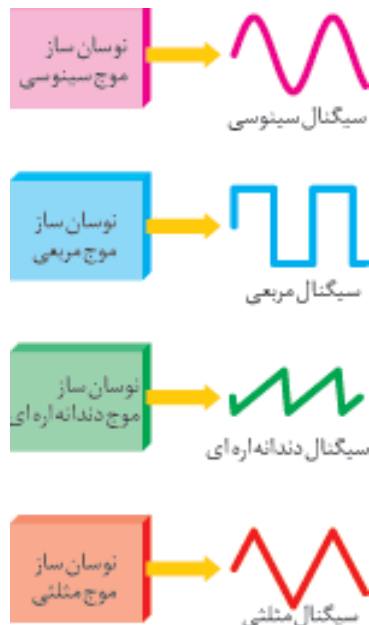 نوسان ساز
موج سینوسی
سیگنال سینوسی
نوسان ساز
موج مربعی
سیگنال مربعی
نوسان ساز
موج دندانه اره ای
سیگنال دندانه اره ای
نوسان ساز
موج مثلثی
سیگنال مثلثی